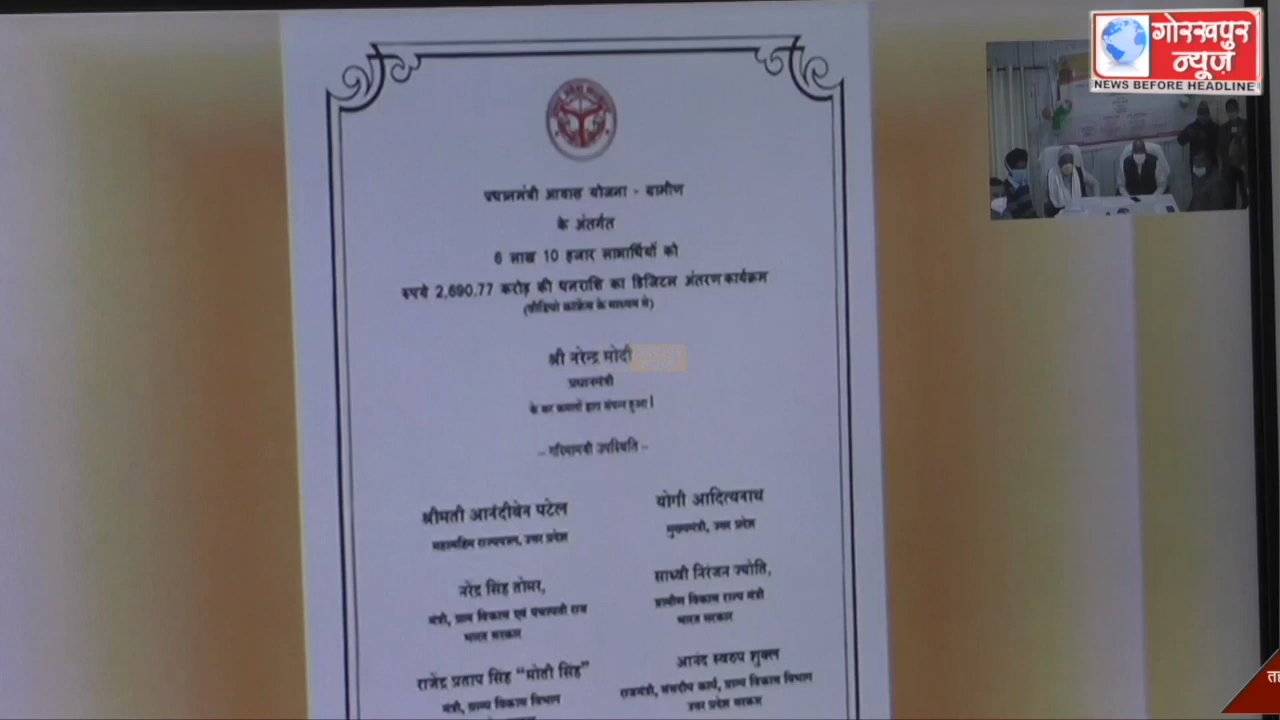 गोरखपुर
न्यूज़
NEWS BEFORE HEADLINE
प्रधानमंत्री आवास योजना - ग्रामीण
के अंतर्गत
6 लाख 10 हजार लाभार्थियों को
रुपये 2,690.77 करोड़ की धनराशि का डिजिटल अंतरण कार्यक्रम
(वीडियो कांफ्रेंस के माध्यम से)
श्री नरेन्द्र मोदी
प्रधानमंत्री
के कर कमलों द्वारा संपन्न हुआ।
– गरिमामयी उपस्थिति –
श्रीमती आनंदीबेन पटेल
महामहिम राज्यपाल, उत्तर प्रदेश
योगी आदित्यनाथ
मुख्यमंत्री, उत्तर प्रदेश
नरेंद्र सिंह तोमर,
मंत्री, ग्राम विकास एवं पंचायती राज
भारत सरकार
साध्वी निरंजन ज्योति,
ग्रामीण विकास राज्य मंत्री
भारत सरकार
राजेंद्र प्रताप सिंह "मोती सिंह"
मंत्री, ग्राम्य विकास विभाग
आनंद स्वरुप शुक्ल
राज्यमंत्री, संसदीय कार्य, ग्राम्य विकास विभाग
उत्तर प्रदेश सरकार